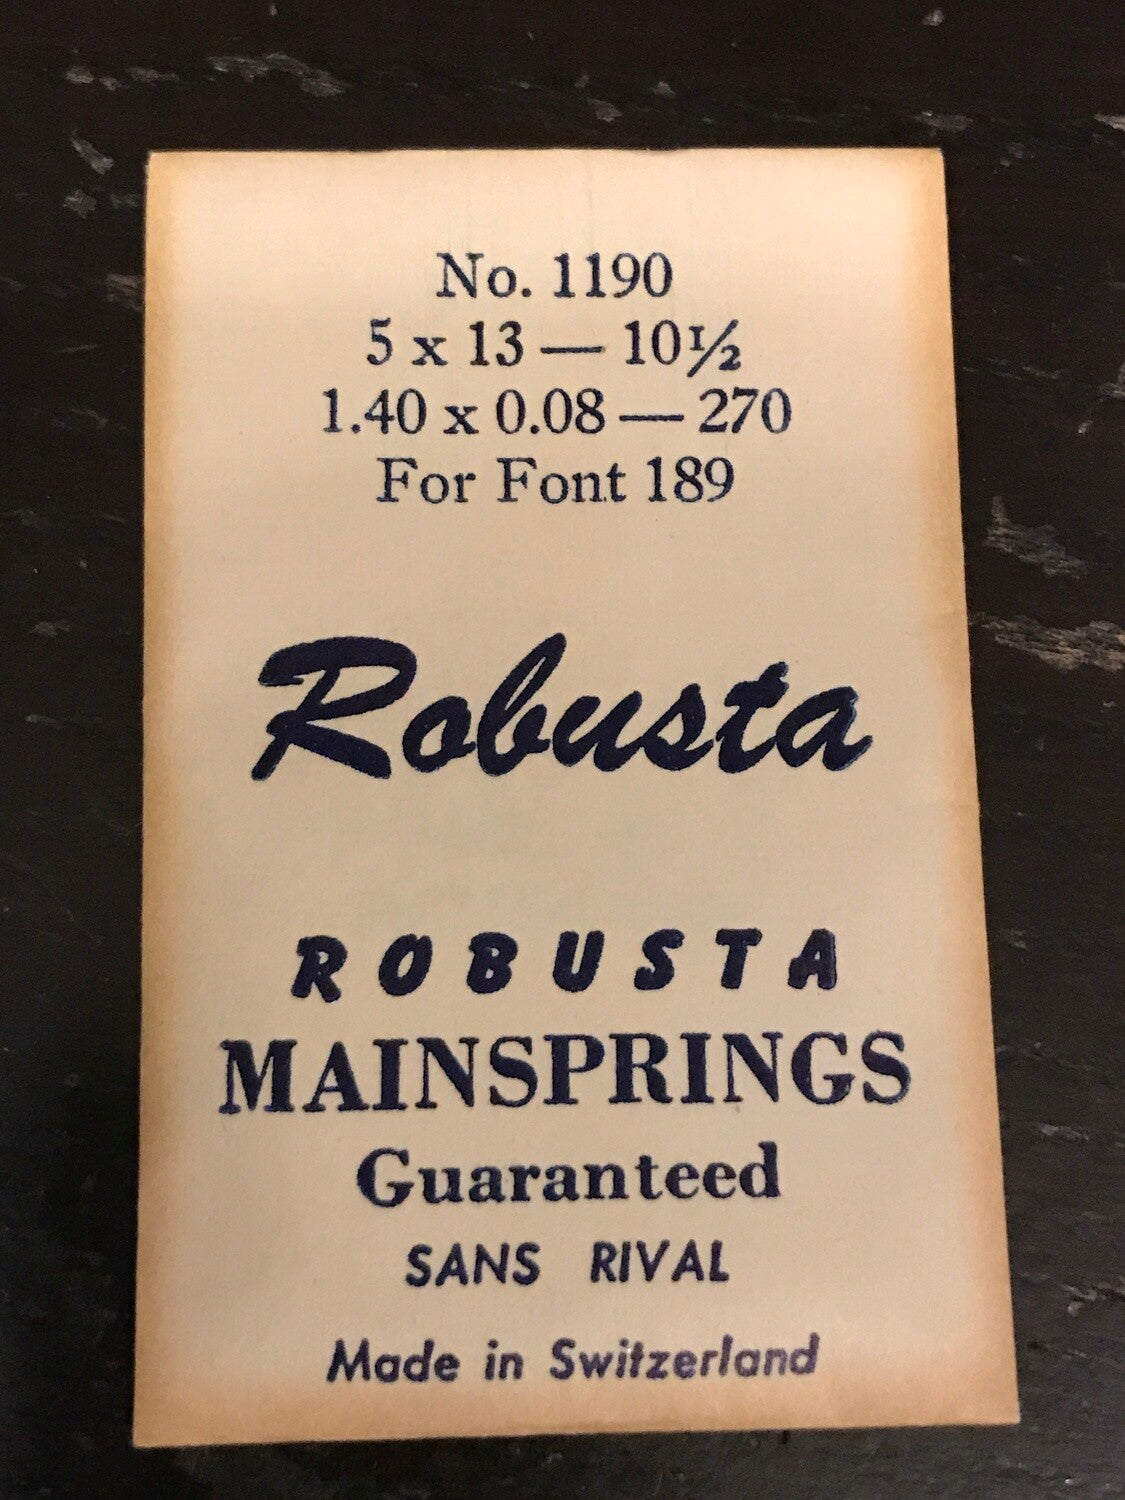 No. 1190
5 x 13 — 10½
1.40 x 0.08 — 270
For Font 189
Robusta
ROBUSTA
MAINSPRINGS
Guaranteed
SANS RIVAL
Made in Switzerland